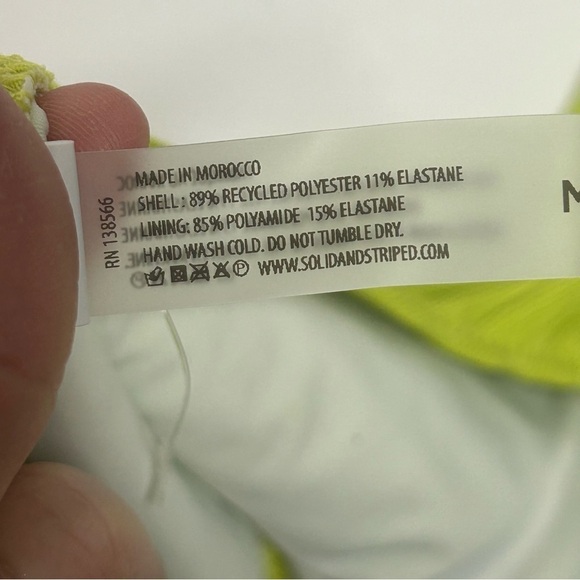 MADE IN MOROCCO
SHELL : 89% RECYCLED POLYESTER 11% ELASTANE
LINING: 85% POLYAMIDE 15% ELASTANE
HAND WASH COLD. DO NOT TUMBLE DRY.
WWW.SOLIDANDSTRIPED.COM
RN 138566
M